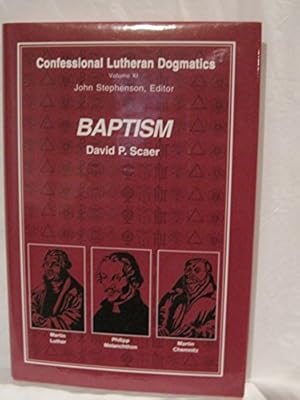 Confessional Lutheran Dogmatics
Volume XI
John Stephenson, Editor
BAPTISM
David P. Scaer
Martin
Luther
Philipp
Melanchthon
Martin
Chemnitz